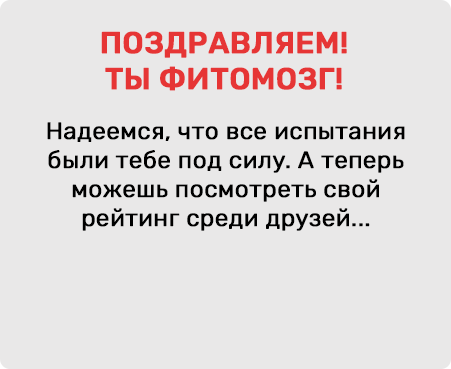 ПОЗДРАВЛЯЕМ!
ТЫ ФИТОМОЗГ!
Надеемся, что все испытания
были тебе под силу. А теперь
можешь посмотреть свой
рейтинг среди друзей...